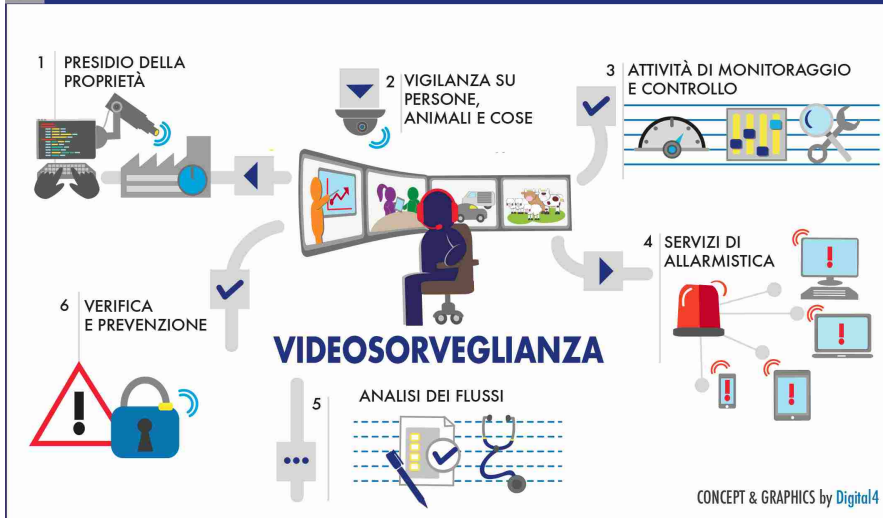 1 PRESIDIO DELLA
PROPRIETÀ
2 VIGILANZA SU
PERSONE,
ANIMALI E COSE
3 ATTIVITÀ DI MONITORAGGIO
E CONTROLLO
4 SERVIZI DI
ALLARMISTICA
6 VERIFICA
E PREVENZIONE
VIDEOSORVEGLIANZA
5 ANALISI DEI FLUSSI
CONCEPT & GRAPHICS by Digital4